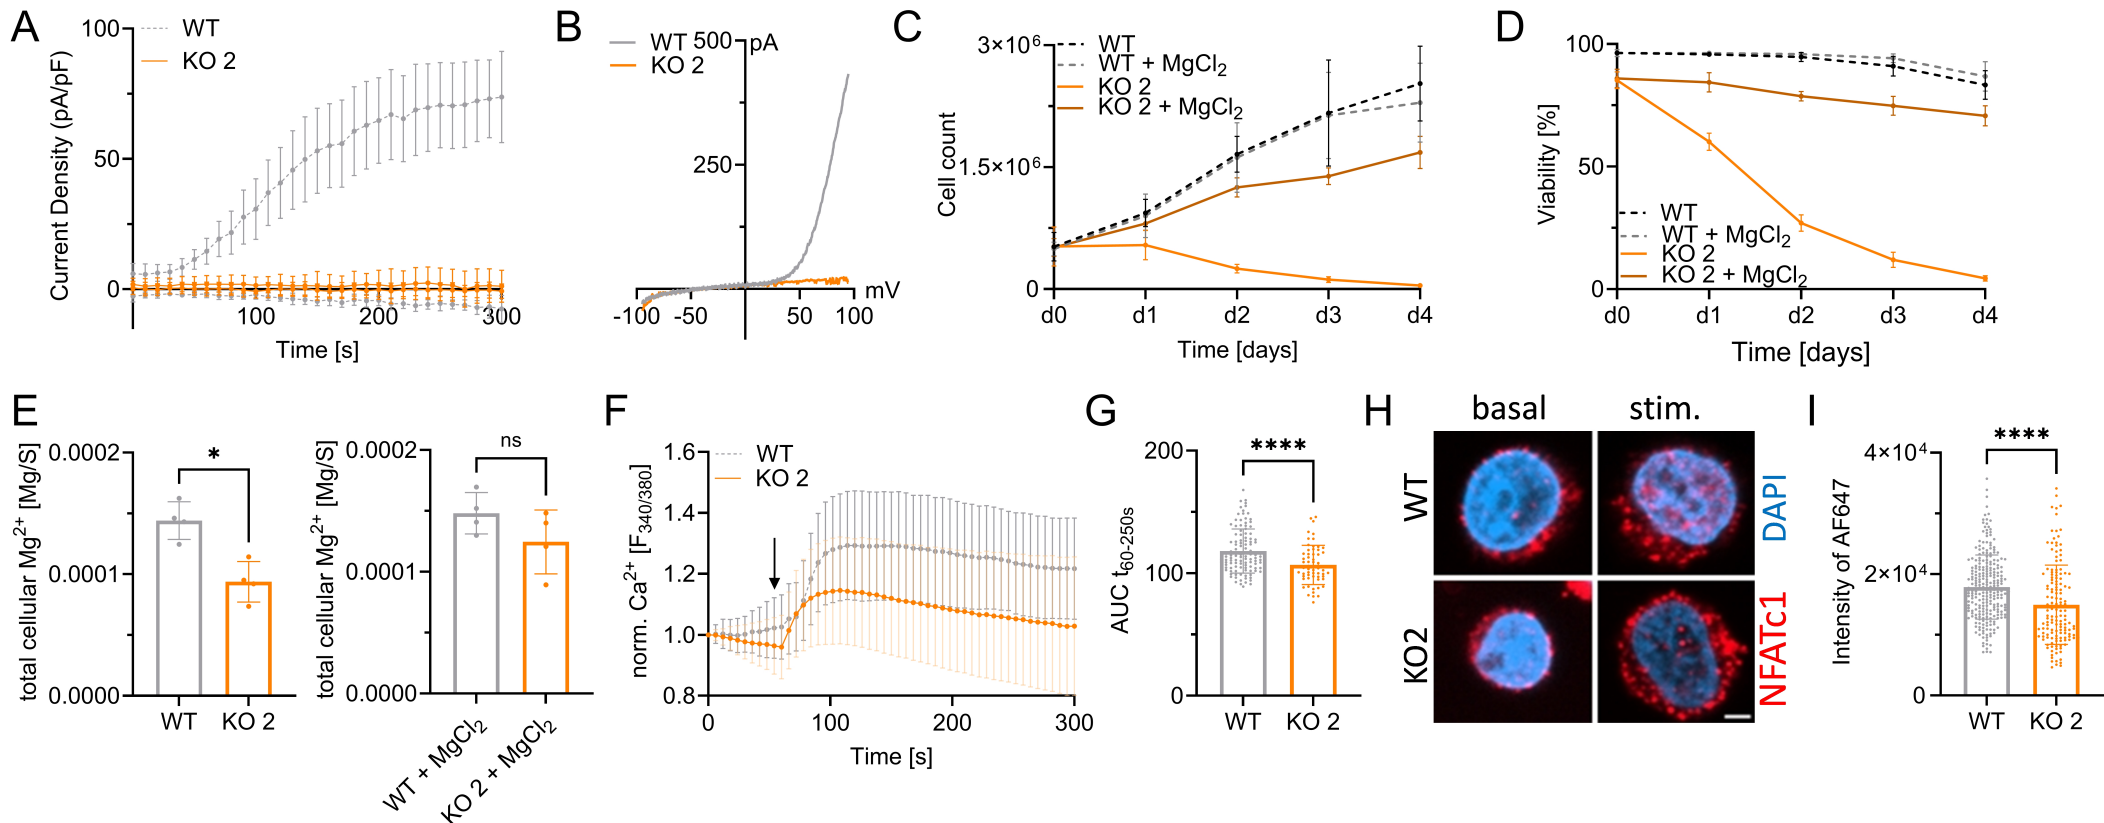 A
100
50
0
Current Density (pA/pF)
WT
KO 2
100
200
300
Time [s]
B
WT
KO 2
500
pA
250
-100
-50
50
100
mV
C
3×10⁶
1.5×10⁶
0
Cell count
WT
WT + MgCl₂
KO 2
KO 2 + MgCl₂
d0
d1
d2
d3
d4
Time [days]
D
100
50
0
Viability [%]
WT
WT + MgCl₂
KO 2
KO 2 + MgCl₂
d0
d1
d2
d3
d4
Time [days]
E
total cellular Mg²⁺ [Mg/S]
0.0002
0.0001
0.0000
*
WT
KO 2
total cellular Mg²⁺ [Mg/S]
0.0002
0.0001
0.0000
ns
WT + MgCl₂
KO 2 + MgCl₂
F
norm. Ca²⁺ [F₃₄₀/₃₈₀]
1.6
1.4
1.2
1.0
0.8
WT
KO 2
0
100
200
300
Time [s]
G
AUC t₆₀₋₂₅₀ₛ
200
100
0
****
WT
KO 2
H
basal
stim.
WT
KO2
DAPI
NFATc1
I
Intensity of AF647
4×10⁴
2×10⁴
0
****
WT
KO 2